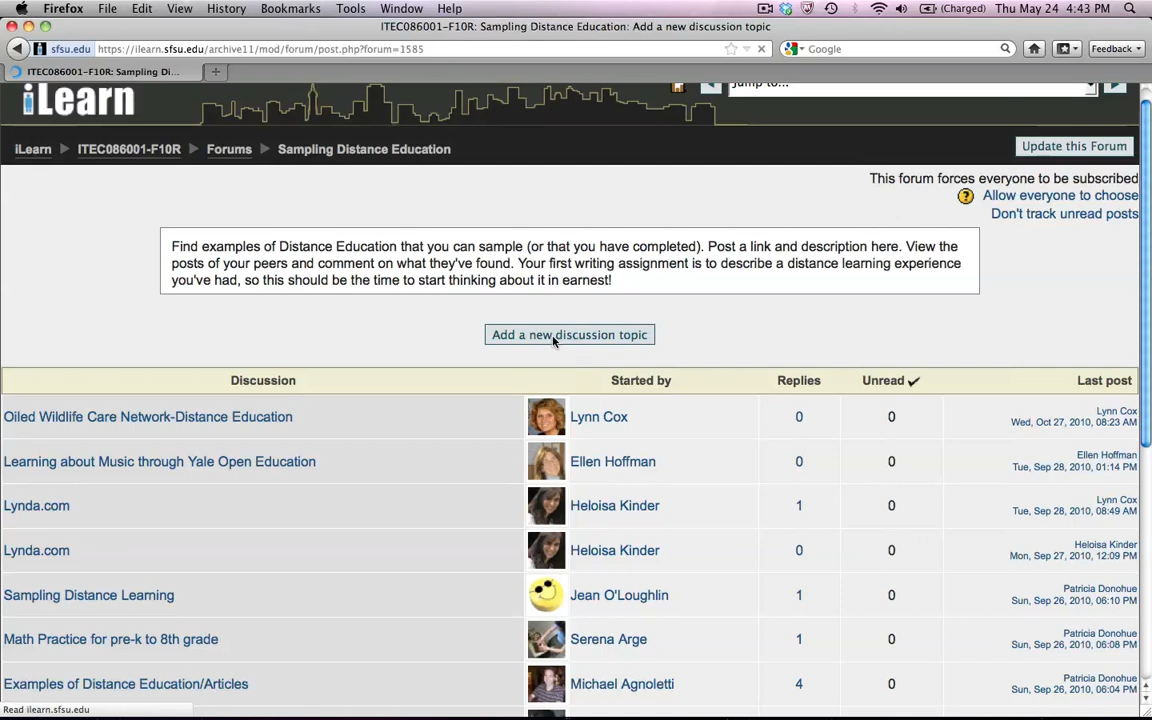 Firefox File Edit View History Bookmarks Tools Help (Charged) Thu May 24 4:43 PM
ITEC086001-F10R: Sampling Distance Education: Add a new discussion topic
sfsu.edu https://ilearn.sfsu.edu/archive11/mod/forum/post.php?forum=1585 Google Feedback
ITEC086001-F10R: Sampling Di... +
iLearn Jump to...
iLearn ITEC086001-F10R Forums Sampling Distance Education Update this Forum
This forum forces everyone to be subscribed
? Allow everyone to choose
Don't track unread posts
Find examples of Distance Education that you can sample (or that you have completed). Post a link and description here. View the
posts of your peers and comment on what they've found. Your first writing assignment is to describe a distance learning experience
you've had, so this should be the time to start thinking about it in earnest!
Add a new discussion topic
Discussion Started by Replies Unread ✔ Last post
Oiled Wildlife Care Network-Distance Education Lynn Cox 0 0 Lynn Cox
Wed, Oct 27, 2010, 08:23 AM
Learning about Music through Yale Open Education Ellen Hoffman 0 0 Ellen Hoffman
Tue, Sep 28, 2010, 01:14 PM
Lynda.com Heloisa Kinder 1 0 Lynn Cox
Tue, Sep 28, 2010, 08:49 AM
Lynda.com Heloisa Kinder 0 0 Heloisa Kinder
Mon, Sep 27, 2010, 12:09 PM
Sampling Distance Learning Jean O'Loughlin 1 0 Patricia Donohue
Sun, Sep 26, 2010, 06:10 PM
Math Practice for pre-k to 8th grade Serena Arge 1 0 Patricia Donohue
Sun, Sep 26, 2010, 06:08 PM
Examples of Distance Education/Articles Michael Agnoletti 4 0 Patricia Donohue
Sun, Sep 26, 2010, 06:04 PM
Read ilearn.sfsu.edu